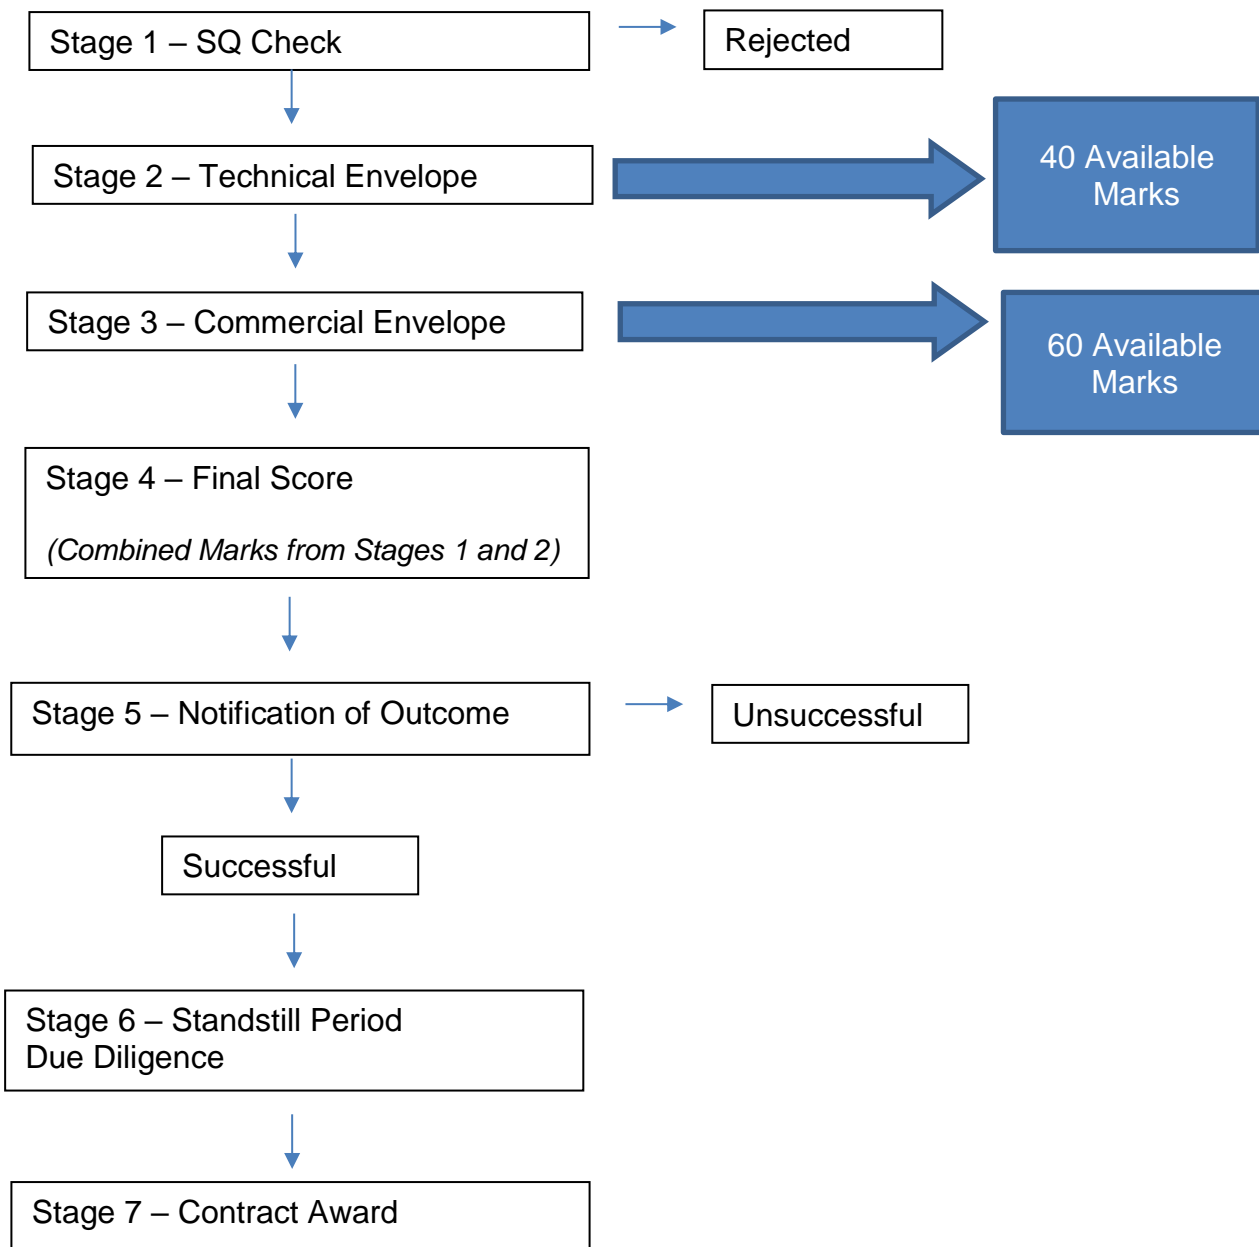 Stage 1 – SQ Check
Rejected
Stage 2 – Technical Envelope
40 Available
Marks
Stage 3 – Commercial Envelope
60 Available
Marks
Stage 4 – Final Score
(Combined Marks from Stages 1 and 2)
Stage 5 – Notification of Outcome
Unsuccessful
Successful
Stage 6 – Standstill Period
Due Diligence
Stage 7 – Contract Award